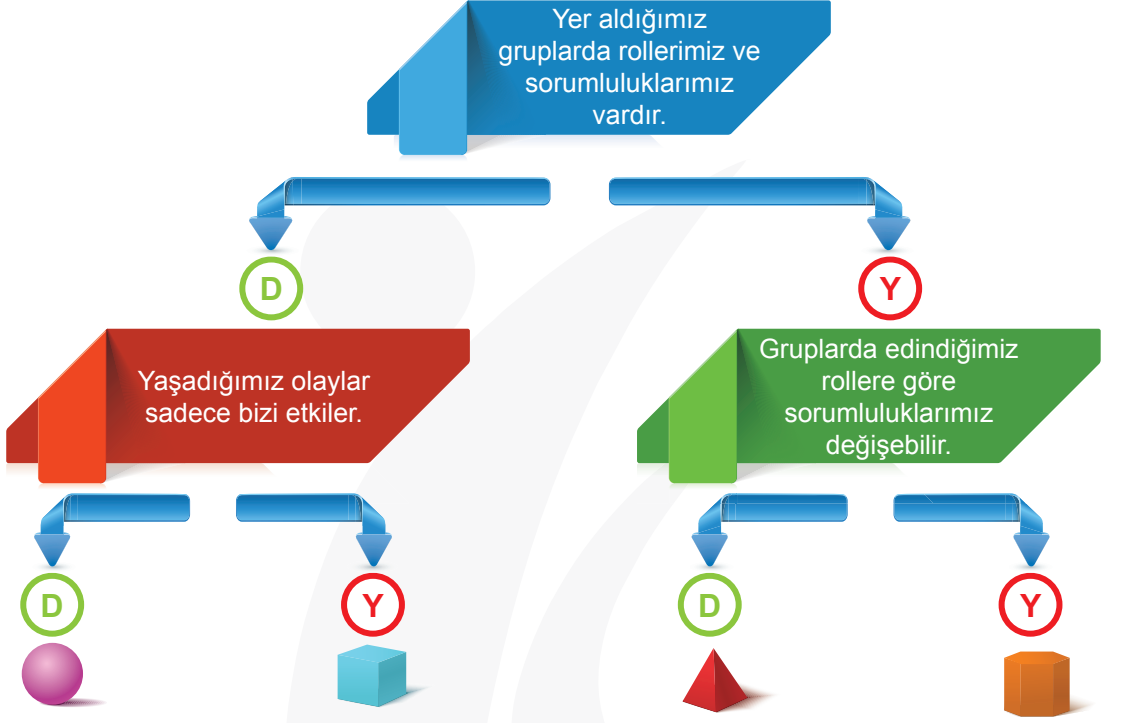 Yer aldığımız
gruplarda rollerimiz ve
sorumluluklarımız
vardır.
D
Y
Yaşadığımız olaylar
sadece bizi etkiler.
Gruplarda edindiğimiz
rollere göre
sorumluluklarımız
değişebilir.
D
Y
D
Y